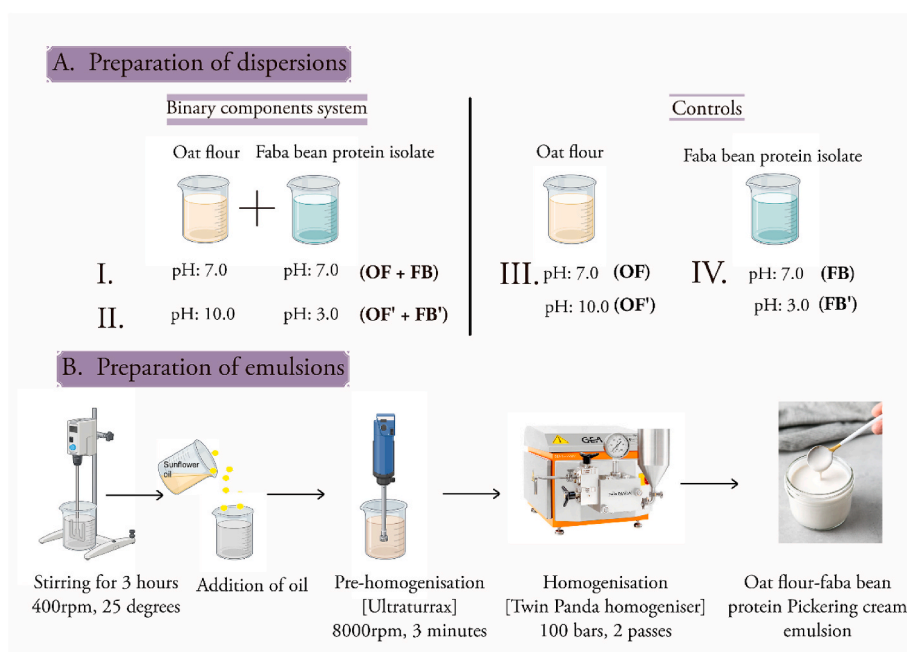 A. Preparation of dispersions
Binary components system
Controls
Oat flour
Faba bean protein isolate
Oat flour
Faba bean protein isolate
I.
pH: 7.0
pH: 7.0
(OF + FB)
II.
pH: 10.0
pH: 3.0
(OF' + FB')
III.
pH: 7.0 (OF)
pH: 10.0 (OF')
IV.
pH: 7.0 (FB)
pH: 3.0 (FB')
B. Preparation of emulsions
Sunflower
oil
GEA
Stirring for 3 hours
400rpm, 25 degrees
Addition of oil
Pre-homogenisation
[Ultraturrax]
8000rpm, 3 minutes
Homogenisation
[Twin Panda homogeniser]
100 bars, 2 passes
Oat flour-faba bean
protein Pickering cream
emulsion